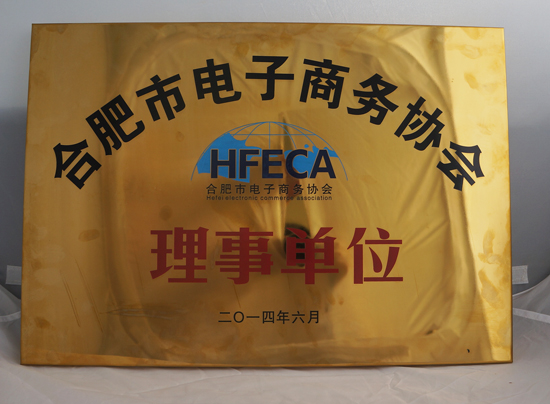 合肥市电子商务协会
HFECA
合肥市电子商务协会
Hefei electronic commerce association
理事单位
二〇一四年六月